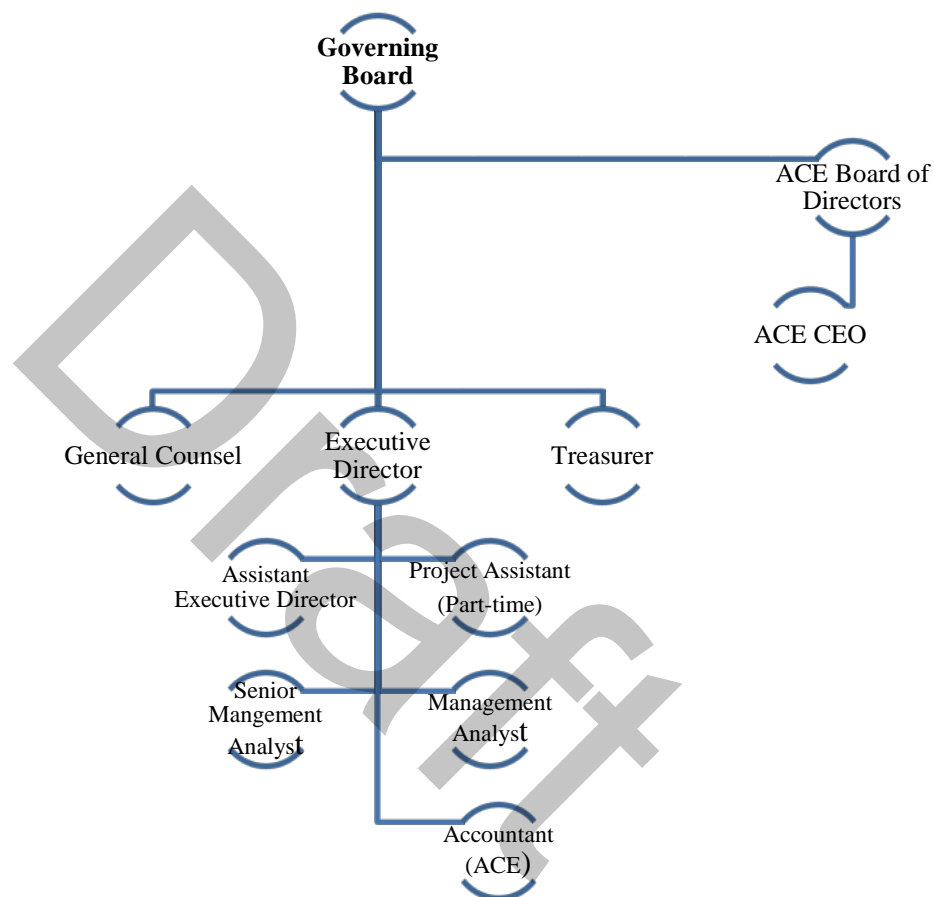 Governing
Board
ACE Board of
Directors
ACE CEO
General Counsel
Executive
Director
Treasurer
Assistant
Executive Director
Project Assistant
(Part-time)
Senior
Mangement
Analyst
Management
Analyst
Accountant
(ACE)
Draft